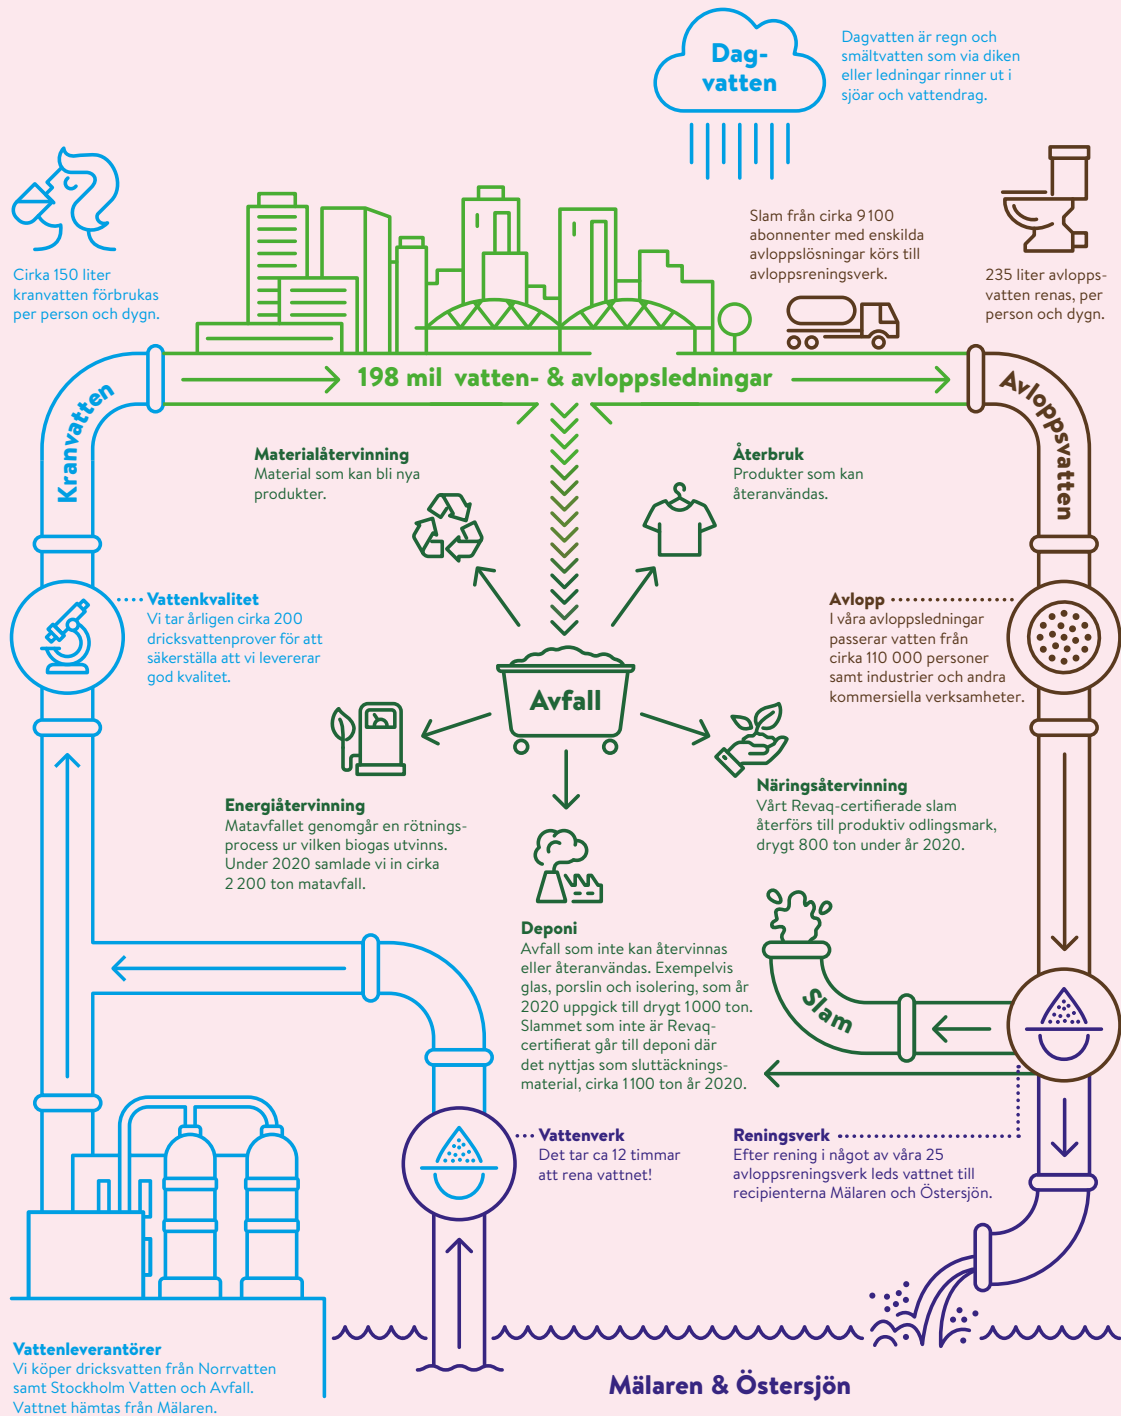 Dag-
vatten
Dagvatten är regn och
smältvatten som via diken
eller ledningar rinner ut i
sjöar och vattendrag.
Cirka 150 liter
kranvatten förbrukas
per person och dygn.
Slam från cirka 9 100
abonnenter med enskilda
avloppslösningar körs till
avloppsreningsverk.
235 liter avlopps-
vatten renas, per
person och dygn.
198 mil vatten- & avloppsledningar
Kranvatten
Avloppsvatten
Materialåtervinning
Material som kan bli nya
produkter.
Återbruk
Produkter som kan
återanvändas.
Vattenkvalitet
Vi tar årligen cirka 200
dricksvattenprover för att
säkerställa att vi levererar
god kvalitet.
Avlopp
I våra avloppsledningar
passerar vatten från
cirka 110 000 personer
samt industrier och andra
kommersiella verksamheter.
Avfall
Energiåtervinning
Matavfallet genomgår en rötnings-
process ur vilken biogas utvinns.
Under 2020 samlade vi in cirka
2 200 ton matavfall.
Näringsåtervinning
Vårt Revaq-certifierade slam
återförs till produktiv odlingsmark,
drygt 800 ton under år 2020.
Deponi
Avfall som inte kan återvinnas
eller återanvändas. Exempelvis
glas, porslin och isolering, som år
2020 uppgick till drygt 1 000 ton.
Slammet som inte är Revaq-
certifierat går till deponi där
det nyttjas som sluttäcknings-
material, cirka 1 100 ton år 2020.
Slam
Vattenverk
Det tar ca 12 timmar
att rena vattnet!
Reningsverk
Efter rening i något av våra 25
avloppsreningsverk leds vattnet till
recipienterna Mälaren och Östersjön.
Vattenleverantörer
Vi köper dricksvatten från Norrvatten
samt Stockholm Vatten och Avfall.
Vattnet hämtas från Mälaren.
Mälaren & Östersjön